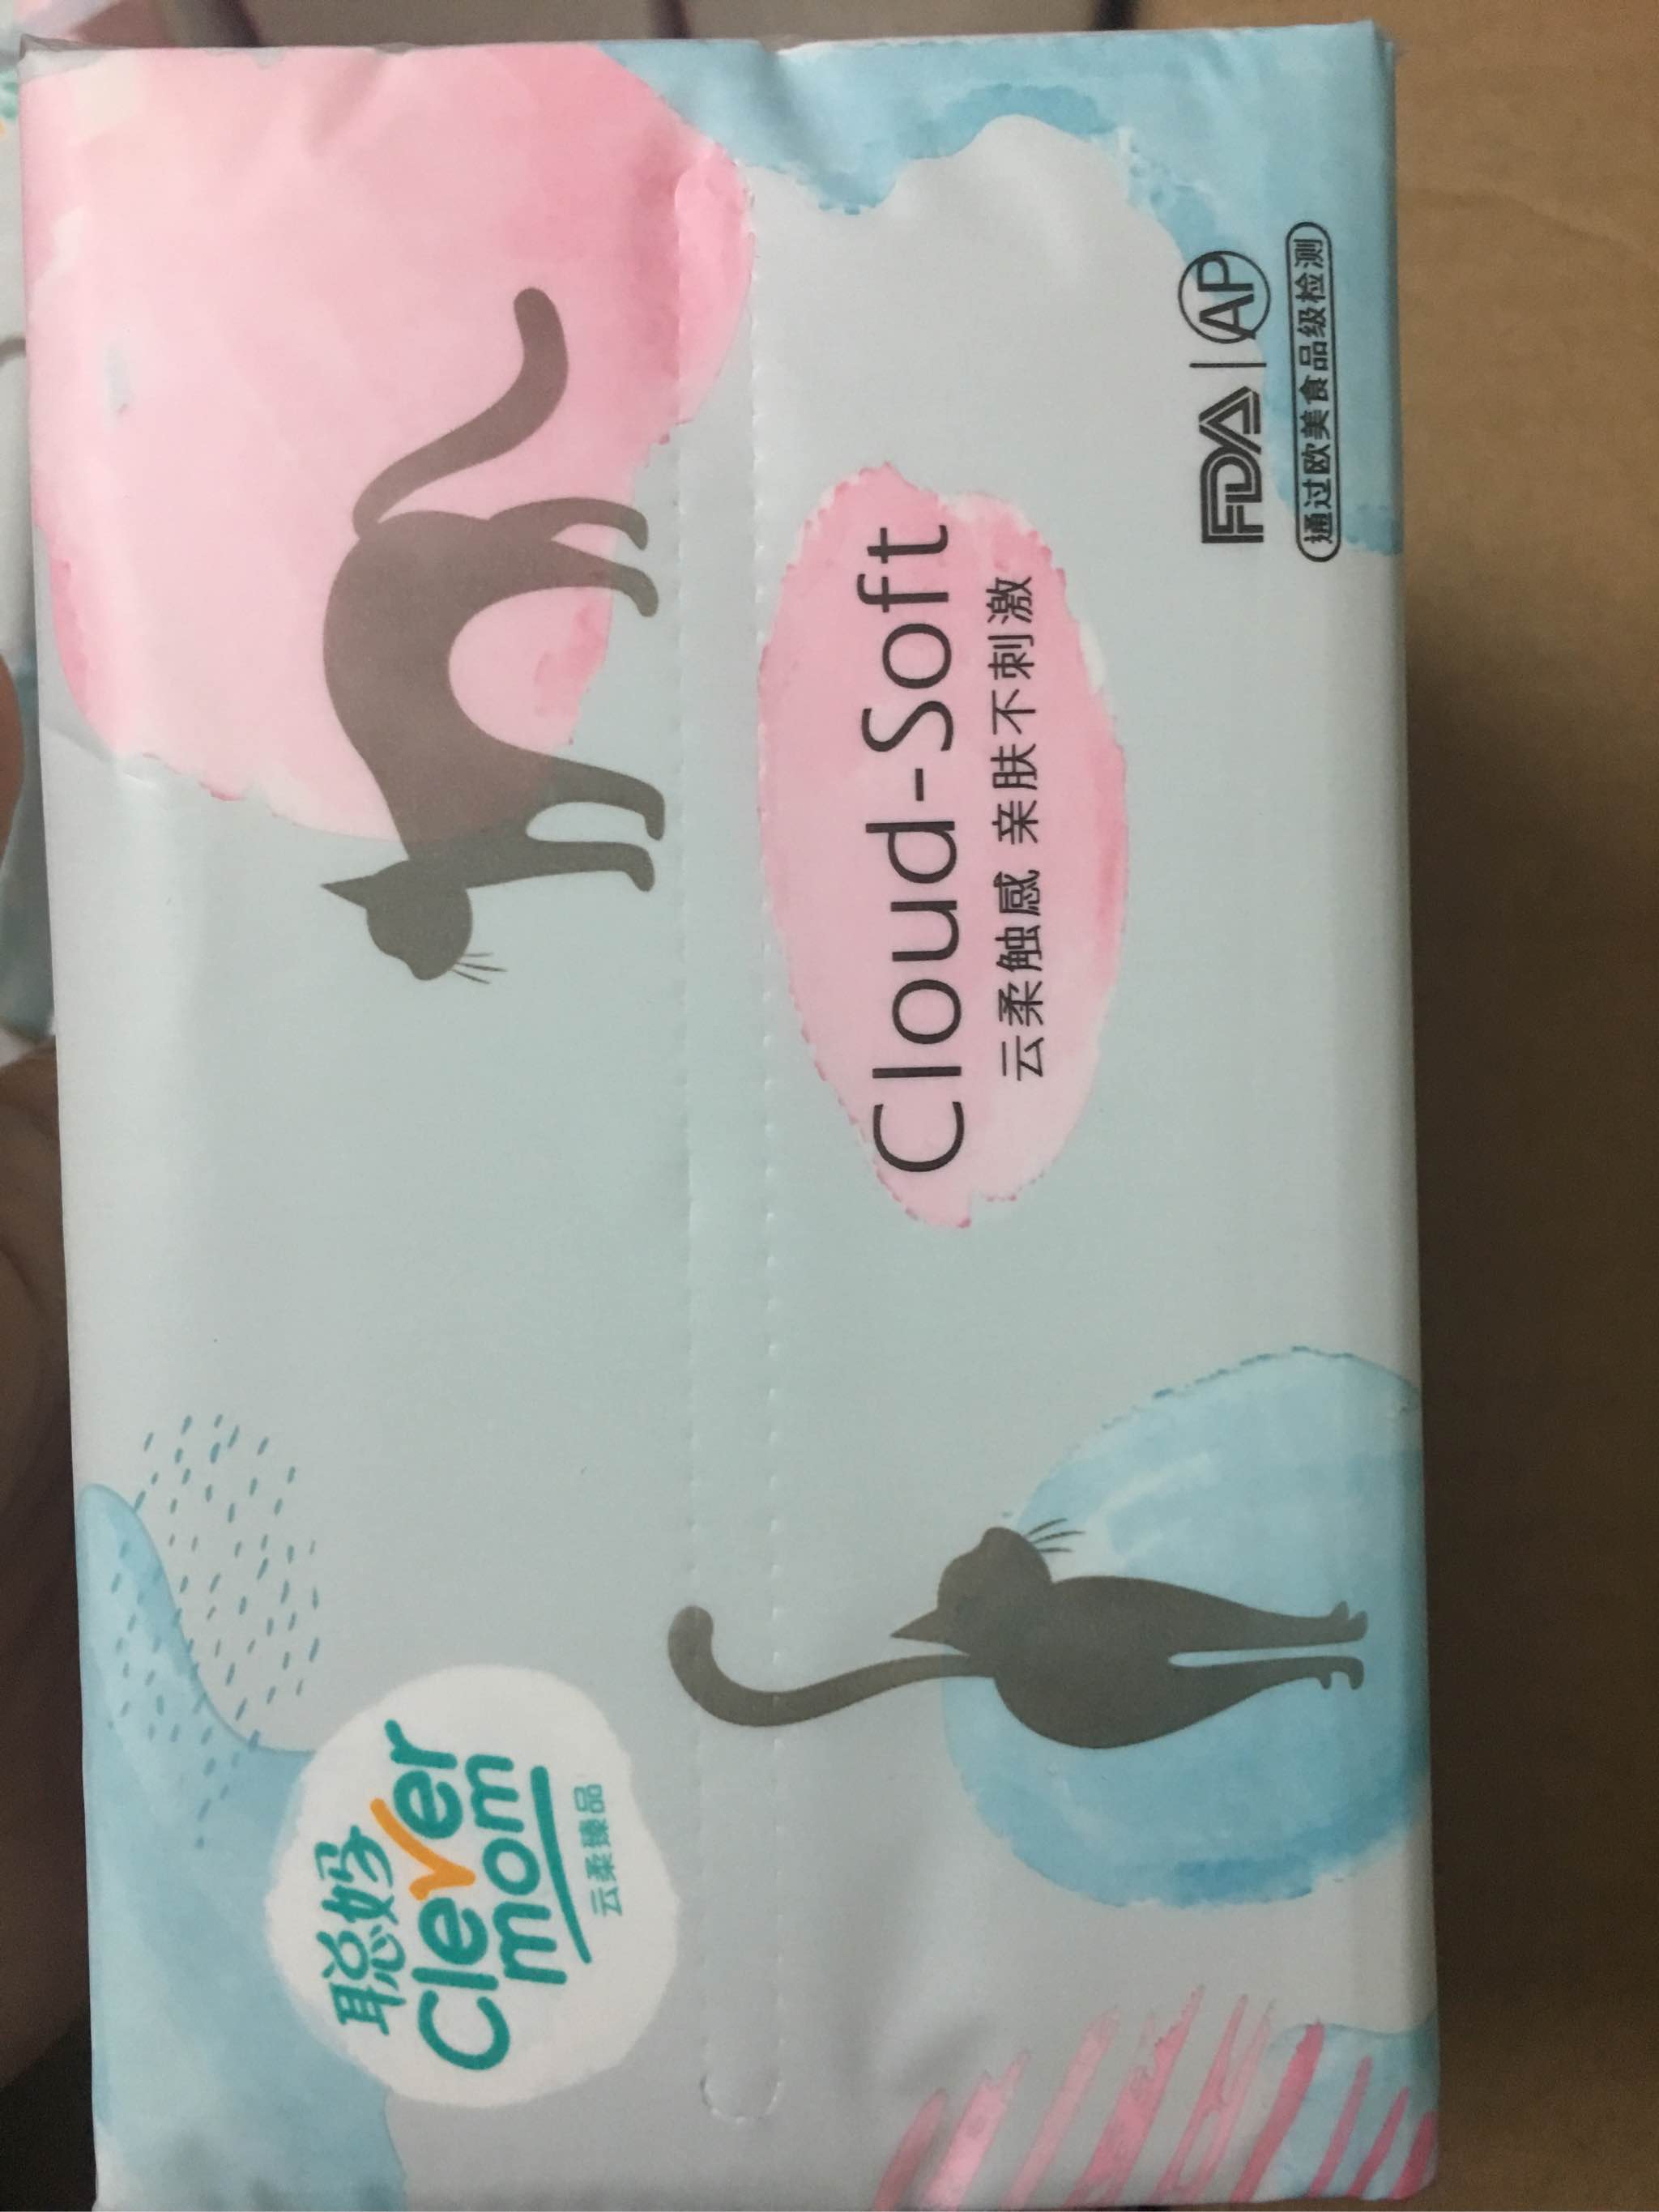 聪妈
Clever
mom
云柔臻品
Cloud-Soft
云柔触感 亲肤不刺激
FDA | AP
通过欧美食品级检测